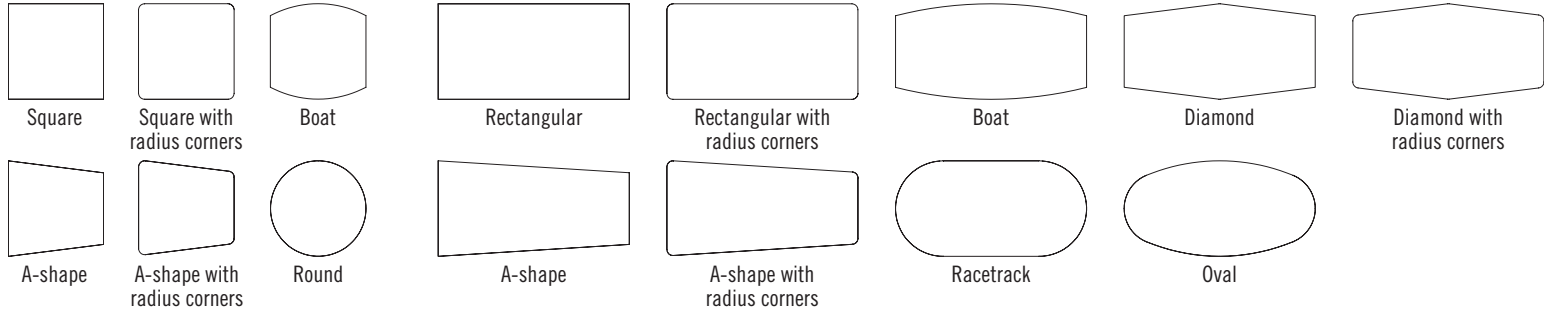 Square
Square with
radius corners
Boat
Rectangular
Rectangular with
radius corners
Boat
Diamond
Diamond with
radius corners
A-shape
A-shape with
radius corners
Round
A-shape
A-shape with
radius corners
Racetrack
Oval